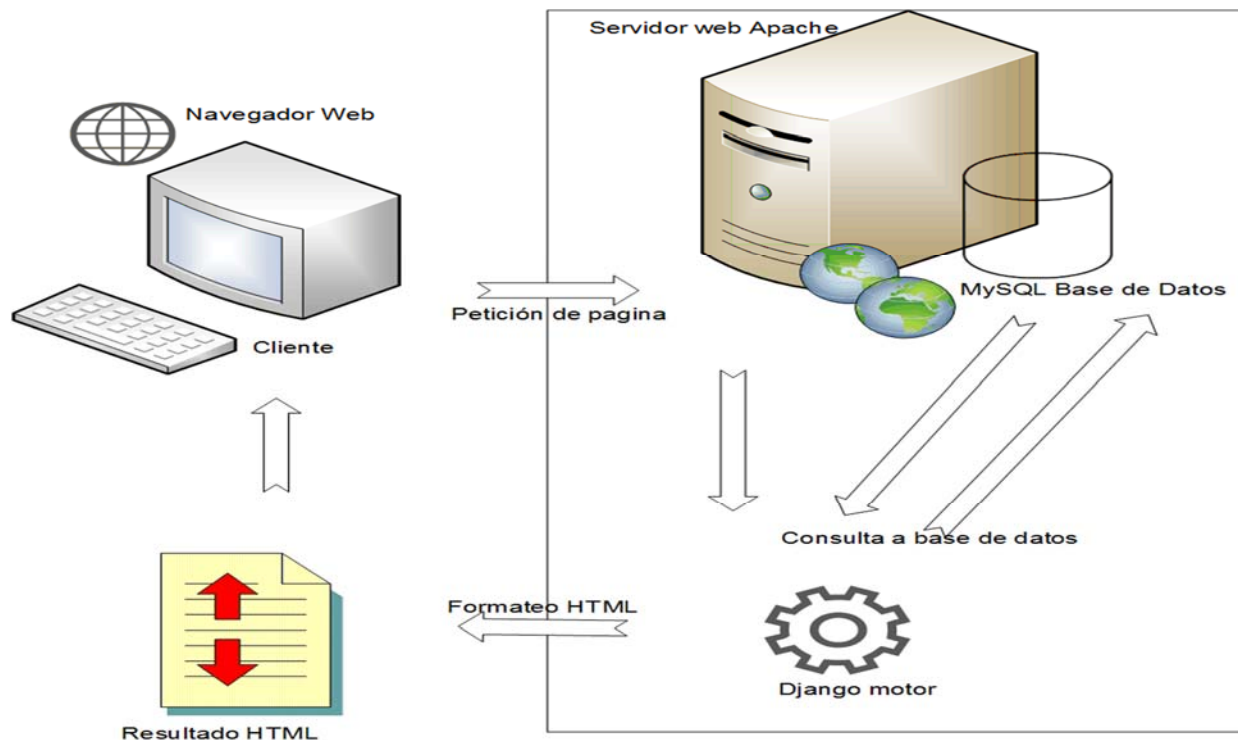 Servidor web Apache
Navegador Web
MySQL Base de Datos
Petición de pagina
Cliente
Consulta a base de datos
Formateo HTML
Django motor
Resultado HTML